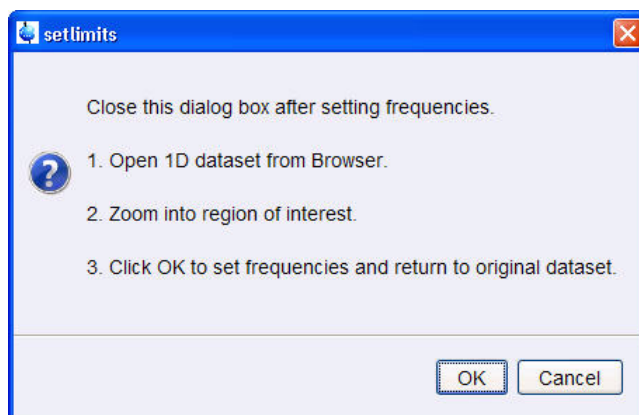 setlimits
Close this dialog box after setting frequencies.
1. Open 1D dataset from Browser.
2. Zoom into region of interest.
3. Click OK to set frequencies and return to original dataset.
OK
Cancel